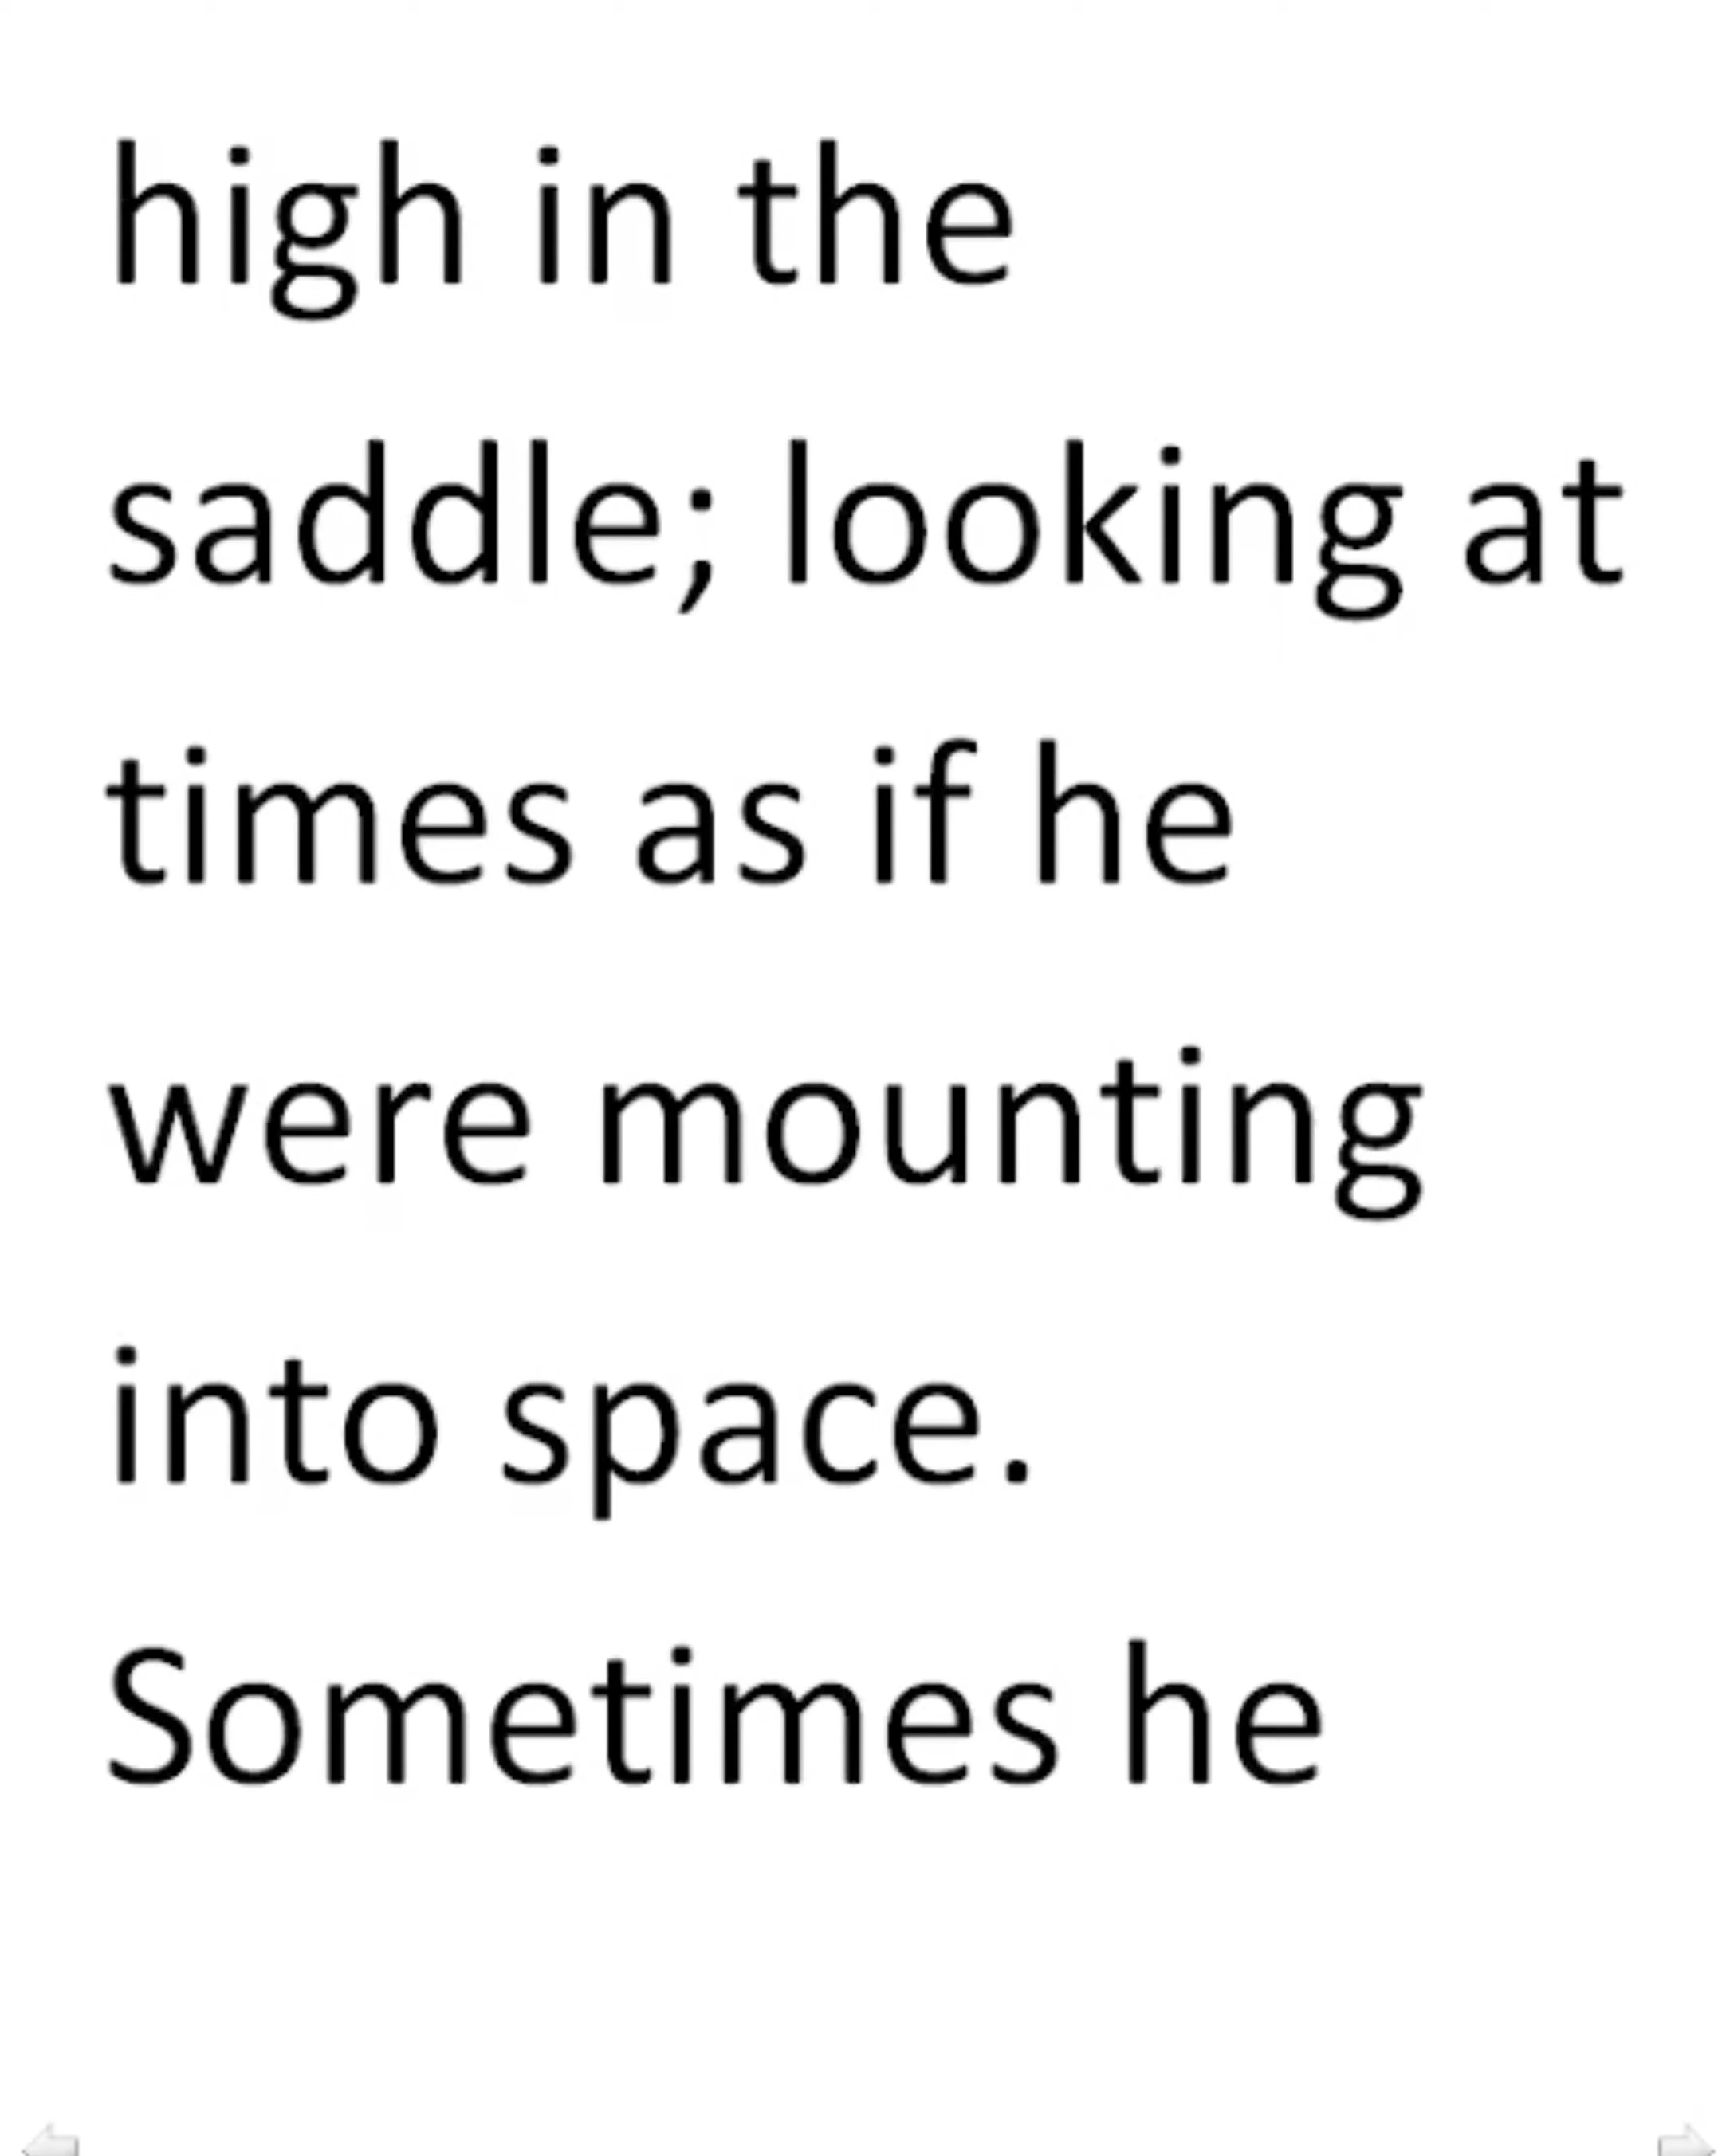 high in the
saddle; looking at
times as if he
were mounting
into space.
Sometimes he